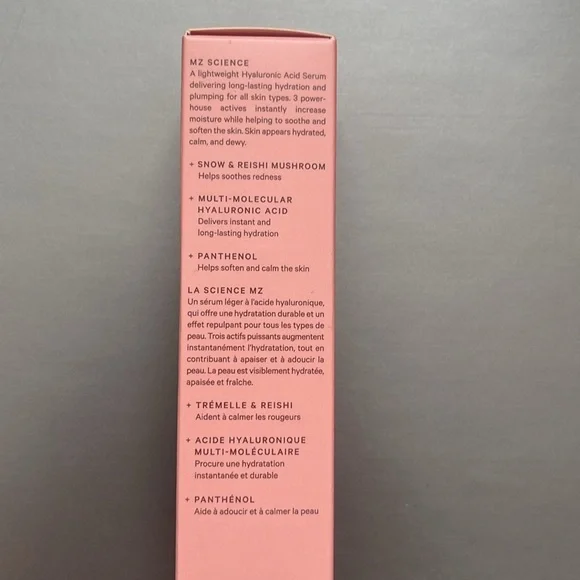 MZ SCIENCE
A lightweight Hyaluronic Acid Serum
delivering long-lasting hydration and
plumping for all skin types. 3 power-
house actives instantly increase
moisture while helping to soothe and
soften the skin. Skin appears hydrated,
calm, and dewy.
+ SNOW & REISHI MUSHROOM
Helps soothes redness
+ MULTI-MOLECULAR
HYALURONIC ACID
Delivers instant and
long-lasting hydration
+ PANTHENOL
Helps soften and calm the skin
LA SCIENCE MZ
Un sérum léger à l'acide hyaluronique,
qui offre une hydratation durable et un
effet repulpant pour tous les types de
peau. Trois actifs puissants augmentent
instantanément l'hydratation, tout en
contribuant à apaiser et à adoucir la
peau. La peau est visiblement hydratée,
apaisée et fraîche.
+ TRÉMELLE & REISHI
Aident à calmer les rougeurs
+ ACIDE HYALURONIQUE
MULTI-MOLÉCULAIRE
Procure une hydratation
instantanée et durable
+ PANTHÉNOL
Aide à adoucir et à calmer la peau